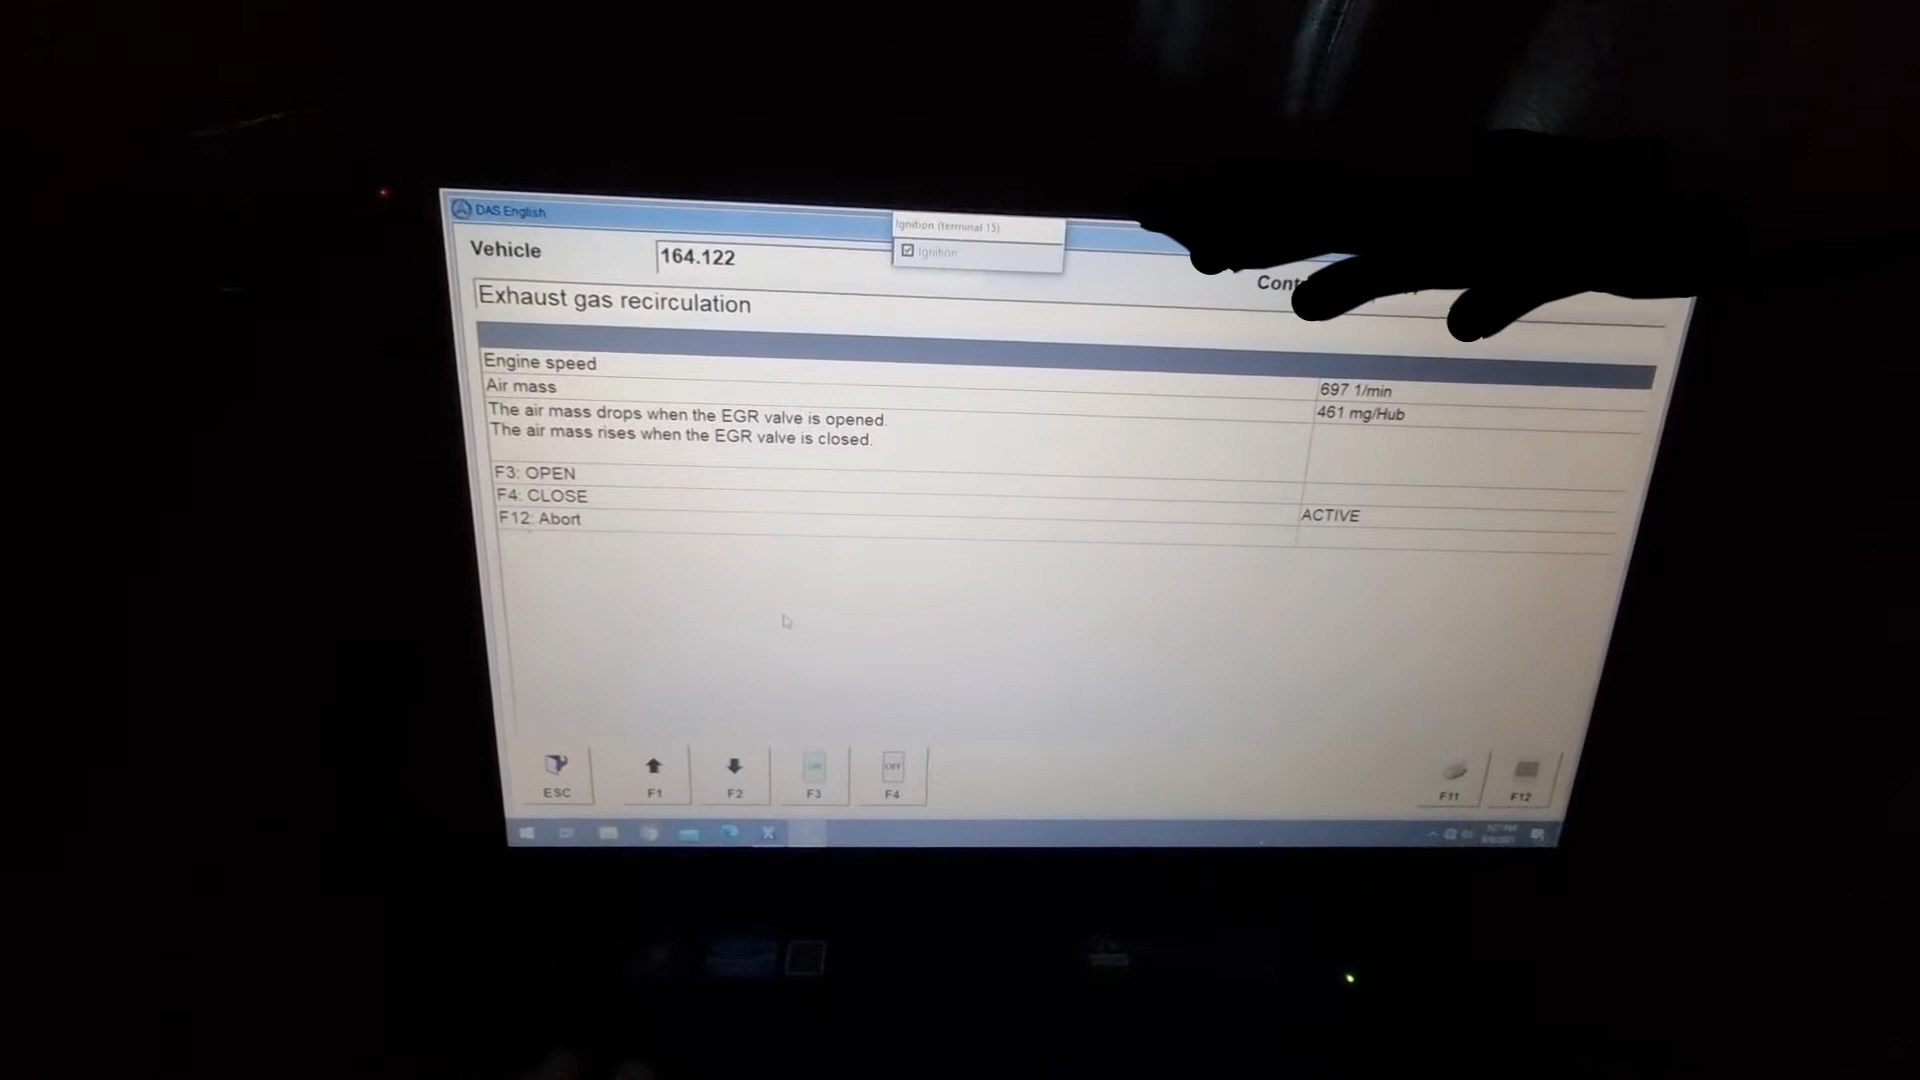 DAS English
Ignition (terminal 15)
Ignition
Vehicle 164.122
Cont
Exhaust gas recirculation
Engine speed 697 1/min
Air mass 461 mg/Hub
The air mass drops when the EGR valve is opened.
The air mass rises when the EGR valve is closed.
F3: OPEN
F4: CLOSE ACTIVE
F12: Abort
OFF
ESC F1 F2 F3 F4 F11 F12